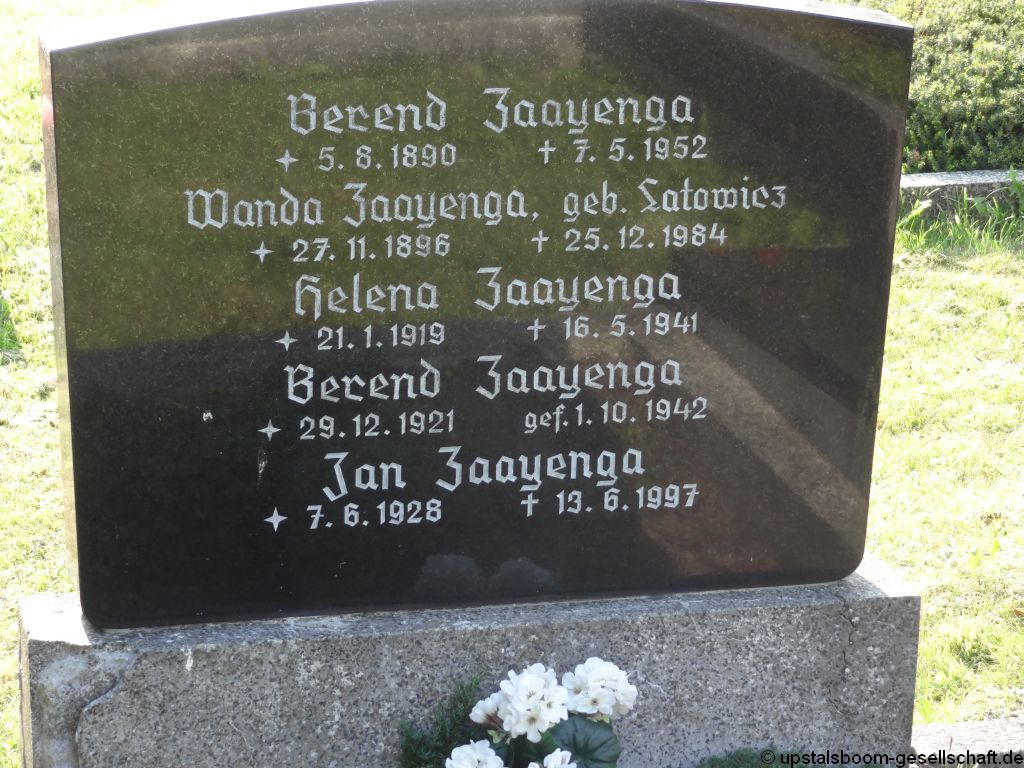 Berend Zaayenga
✦ 5.8.1890 ✝ 7.5.1952
Wanda Zaayenga, geb. Latowicz
✦ 27.11.1896 ✝ 25.12.1984
Helena Zaayenga
✦ 21.1.1919 ✝ 16.5.1941
Berend Zaayenga
✦ 29.12.1921 gef. 1.10.1942
Jan Zaayenga
✦ 7.6.1928 ✝ 13.6.1997
© upstalsboom-gesellschaft.de